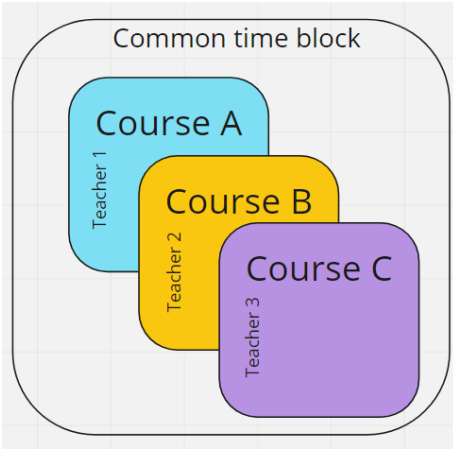 Common time block
Course A
Teacher 1
Course B
Teacher 2
Course C
Teacher 3